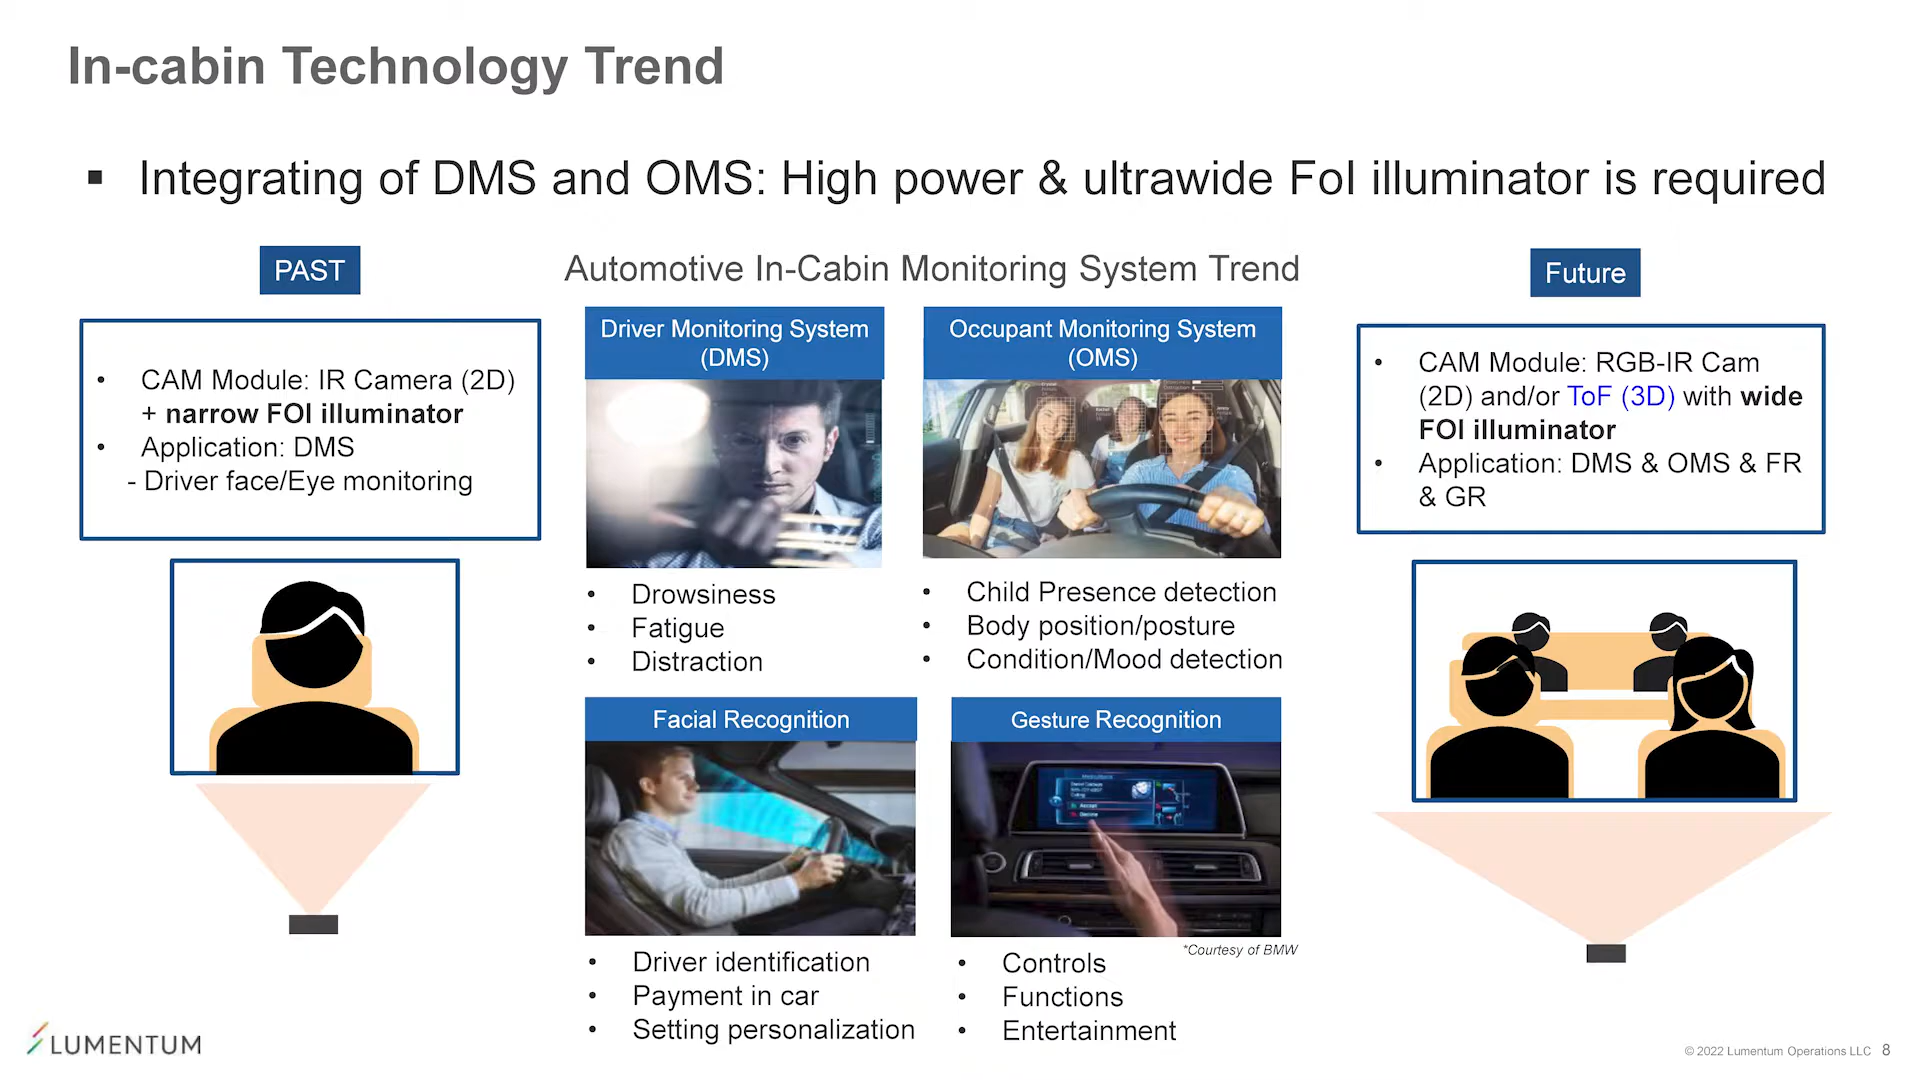 In-cabin Technology Trend
▪ Integrating of DMS and OMS: High power & ultrawide FoI illuminator is required
PAST
• CAM Module: IR Camera (2D)
+ narrow FOI illuminator
• Application: DMS
- Driver face/Eye monitoring
Automotive In-Cabin Monitoring System Trend
Driver Monitoring System
(DMS)
• Drowsiness
• Fatigue
• Distraction
Occupant Monitoring System
(OMS)
• Child Presence detection
• Body position/posture
• Condition/Mood detection
Facial Recognition
• Driver identification
• Payment in car
• Setting personalization
Gesture Recognition
Accept
Decline
*Courtesy of BMW
• Controls
• Functions
• Entertainment
Future
• CAM Module: RGB-IR Cam
(2D) and/or ToF (3D) with wide
FOI illuminator
• Application: DMS & OMS & FR
& GR
LUMENTUM
© 2022 Lumentum Operations LLC 8